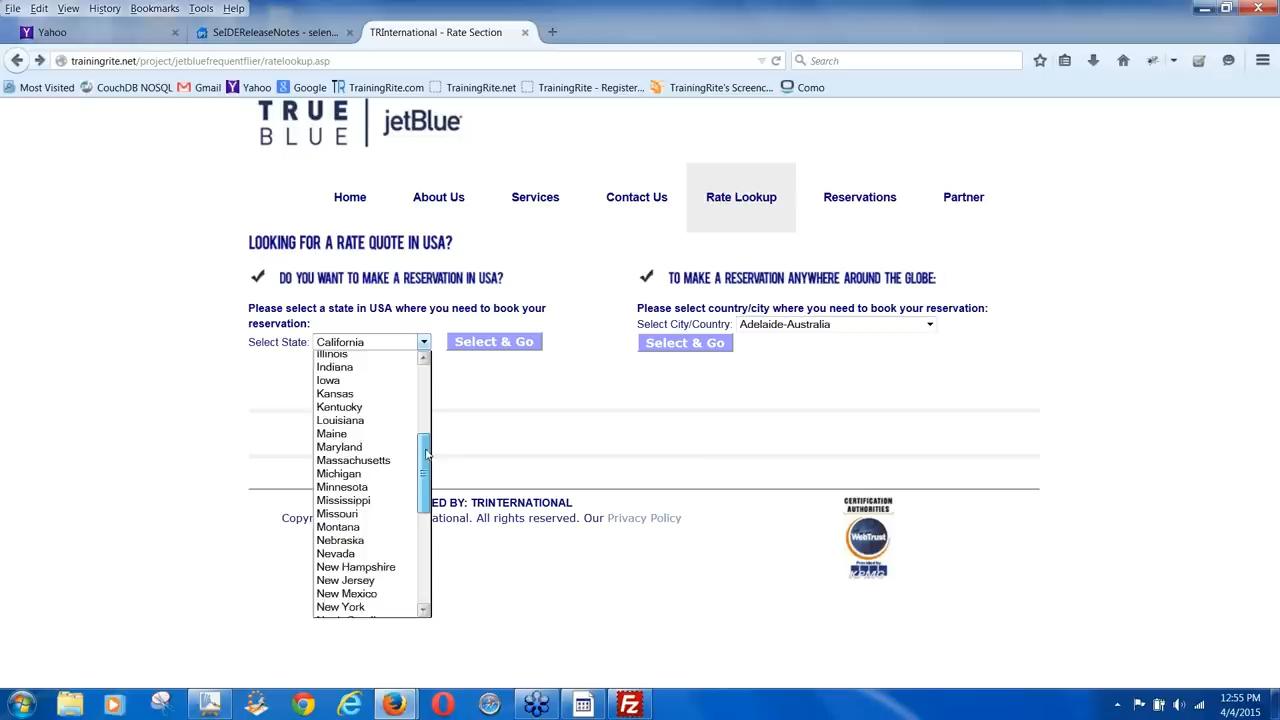 File Edit View History Bookmarks Tools Help
Yahoo
SeIDEReleaseNotes - selen...
TRInternational - Rate Section
trainingrite.net/project/jetbluefrequentflier/ratelookup.asp
Search
Most Visited
CouchDB NOSQL
Gmail
Yahoo
Google
TrainingRite.com
TrainingRite.net
TrainingRite - Register...
TrainingRite's Screenc...
Como
TRUE
BLUE
jetBlue
Home
About Us
Services
Contact Us
Rate Lookup
Reservations
Partner
LOOKING FOR A RATE QUOTE IN USA?
DO YOU WANT TO MAKE A RESERVATION IN USA?
Please select a state in USA where you need to book your
reservation:
Select State: California
Select & Go
TO MAKE A RESERVATION ANYWHERE AROUND THE GLOBE:
Please select country/city where you need to book your reservation:
Select City/Country: Adelaide-Australia
Select & Go
Illinois
Indiana
Iowa
Kansas
Kentucky
Louisiana
Maine
Maryland
Massachusetts
Michigan
Minnesota
Mississippi
Missouri
Montana
Nebraska
Nevada
New Hampshire
New Jersey
New Mexico
New York
ED BY: TRINTERNATIONAL
Copyr
ational. All rights reserved. Our Privacy Policy
CERTIFICATION
AUTHORITIES
WebTrust
Provided by
KPMG
12:55 PM
4/4/2015